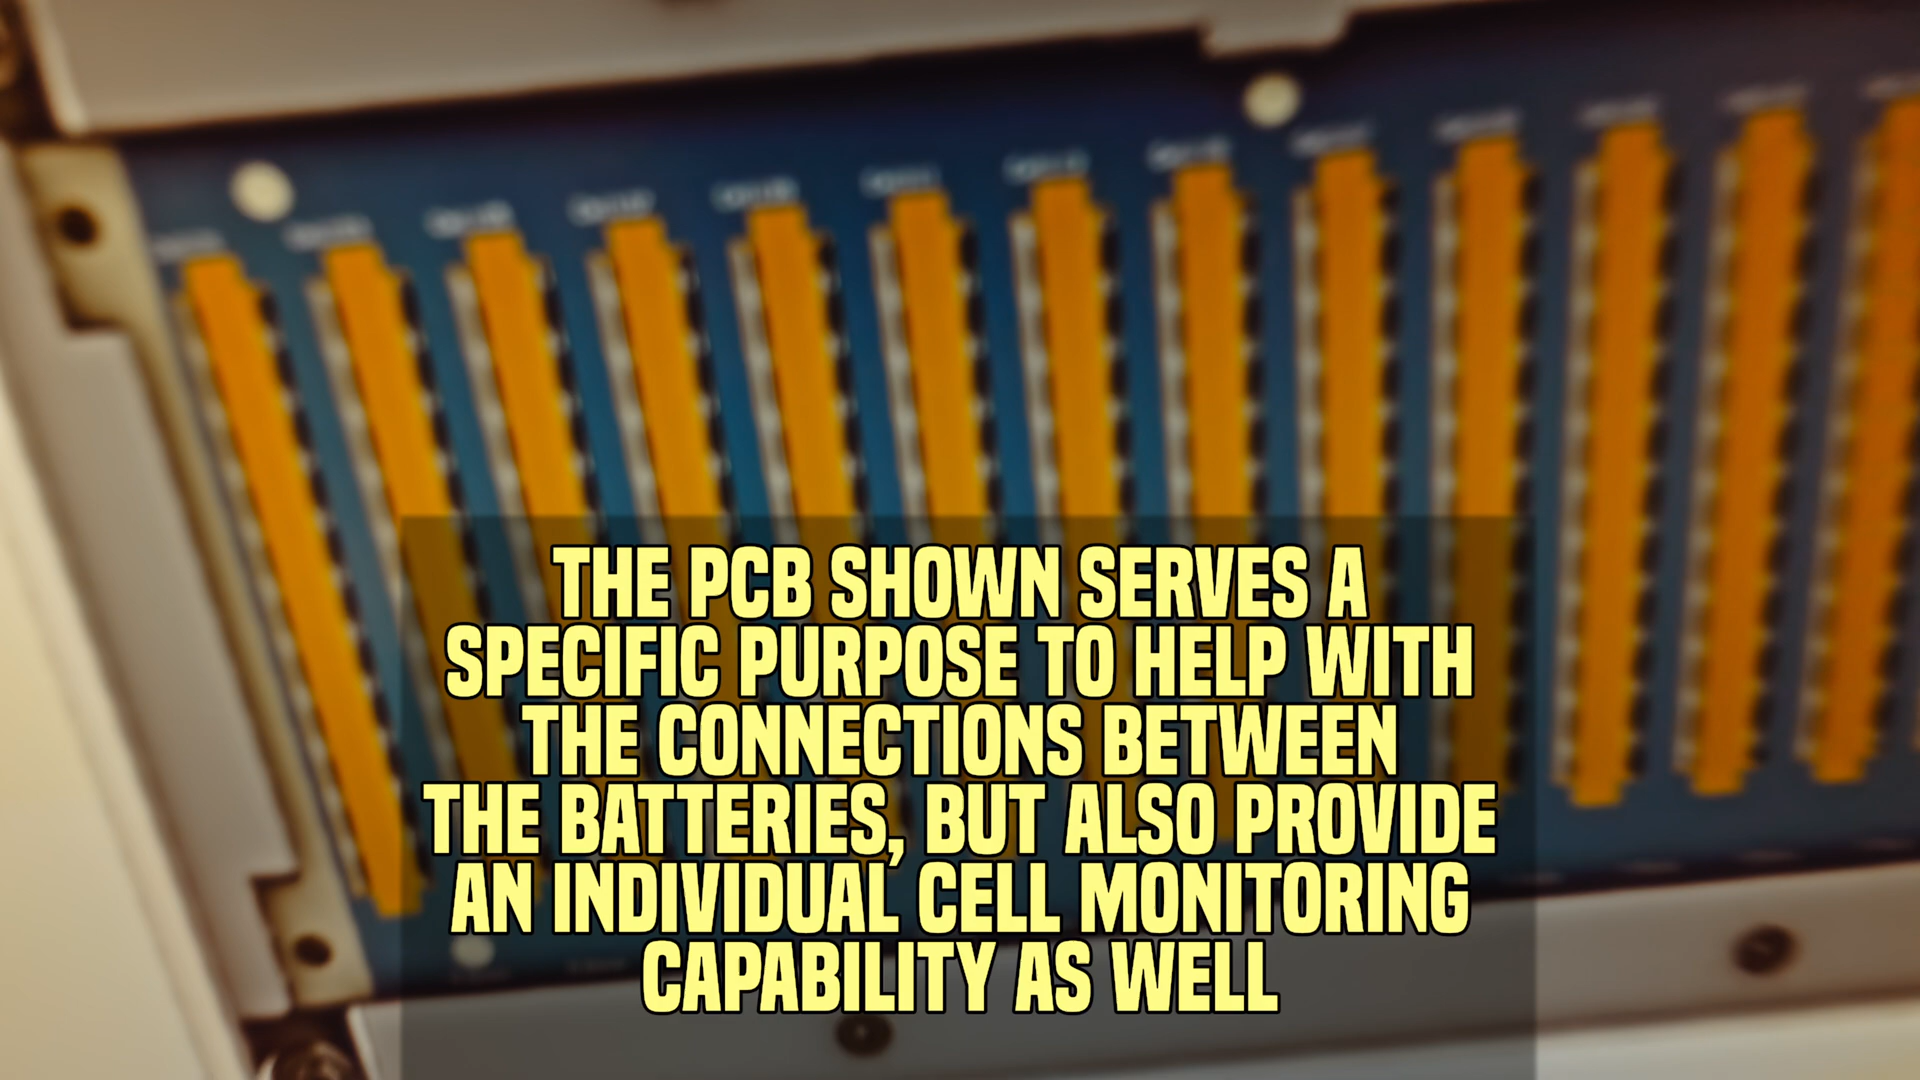 THE PCB SHOWN SERVES A
SPECIFIC PURPOSE TO HELP WITH
THE CONNECTIONS BETWEEN
THE BATTERIES, BUT ALSO PROVIDE
AN INDIVIDUAL CELL MONITORING
CAPABILITY AS WELL